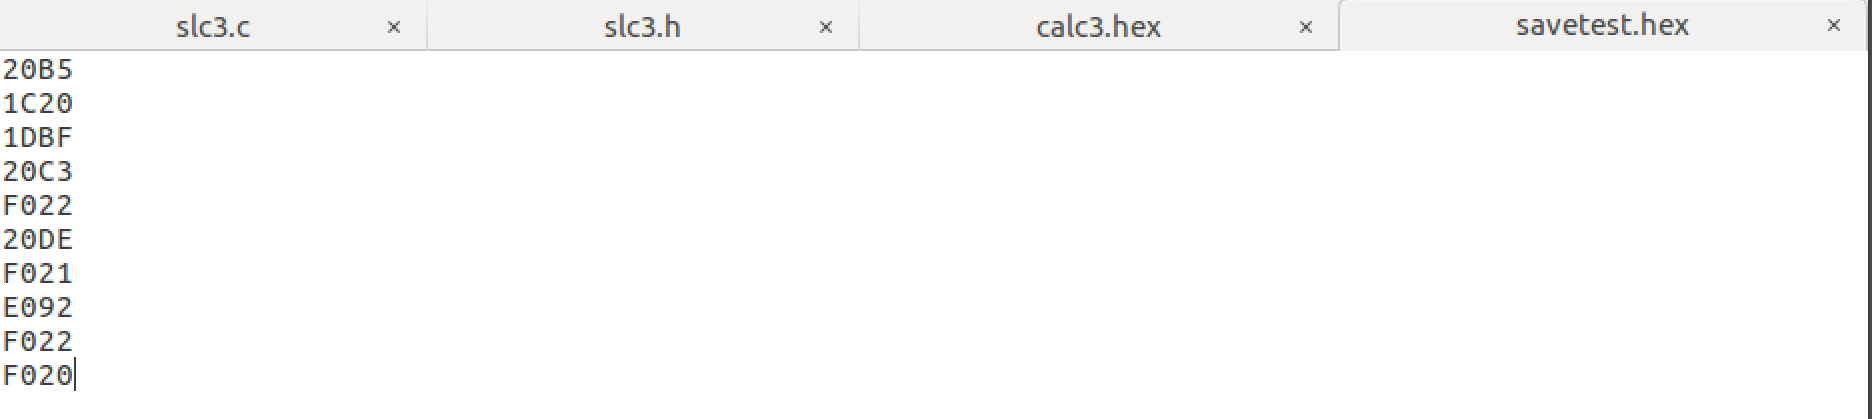 slc3.c × slc3.h × calc3.hex × savetest.hex ×
20B5
1C20
1DBF
20C3
F022
20DE
F021
E092
F022
F020